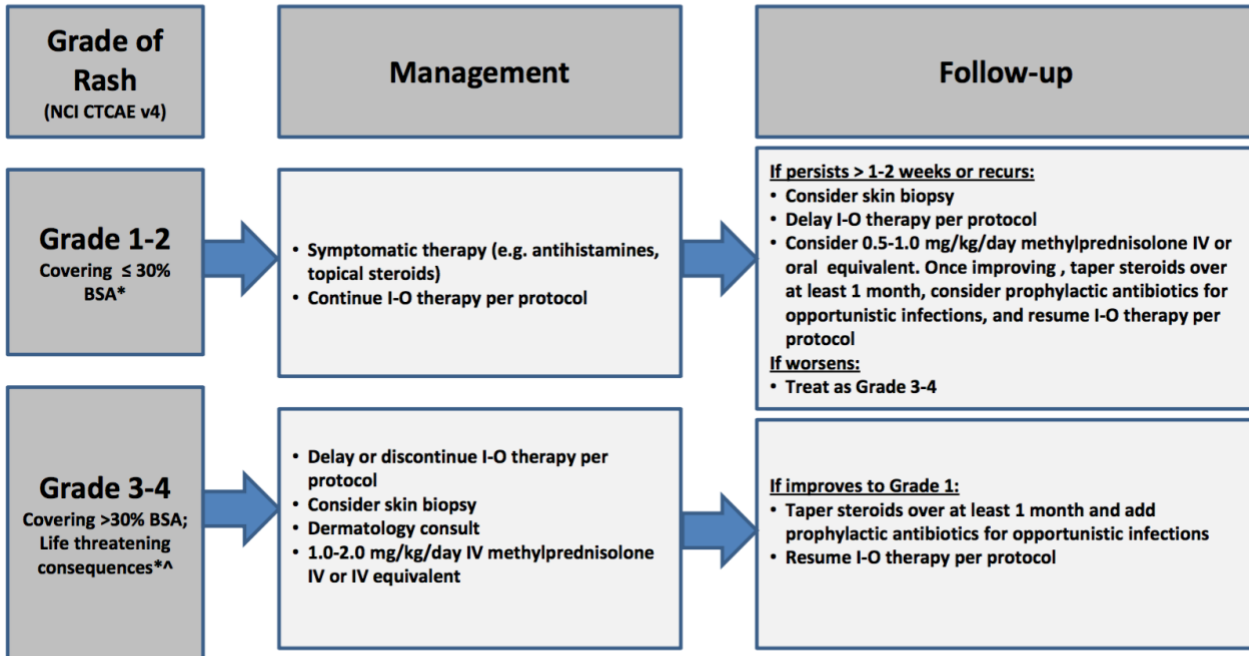 Grade of
Rash
(NCI CTCAE v4)
Management
Follow-up
Grade 1-2
Covering ≤ 30%
BSA*
• Symptomatic therapy (e.g. antihistamines,
topical steroids)
• Continue I-O therapy per protocol
If persists > 1-2 weeks or recurs:
• Consider skin biopsy
• Delay I-O therapy per protocol
• Consider 0.5-1.0 mg/kg/day methylprednisolone IV or
oral equivalent. Once improving , taper steroids over
at least 1 month, consider prophylactic antibiotics for
opportunistic infections, and resume I-O therapy per
protocol
If worsens:
• Treat as Grade 3-4
Grade 3-4
Covering >30% BSA;
Life threatening
consequences*^
• Delay or discontinue I-O therapy per
protocol
• Consider skin biopsy
• Dermatology consult
• 1.0-2.0 mg/kg/day IV methylprednisolone
IV or IV equivalent
If improves to Grade 1:
• Taper steroids over at least 1 month and add
prophylactic antibiotics for opportunistic infections
• Resume I-O therapy per protocol